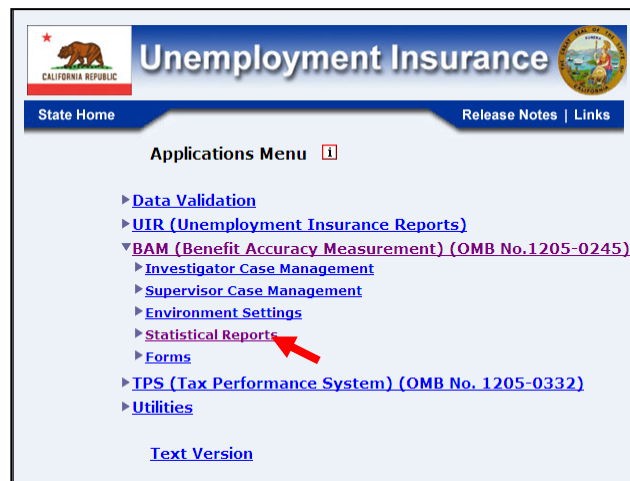 CALIFORNIA REPUBLIC
Unemployment Insurance
State Home
Release Notes | Links
Applications Menu i
Data Validation
UIR (Unemployment Insurance Reports)
BAM (Benefit Accuracy Measurement) (OMB No.1205-0245)
Investigator Case Management
Supervisor Case Management
Environment Settings
Statistical Reports
Forms
TPS (Tax Performance System) (OMB No. 1205-0332)
Utilities
Text Version